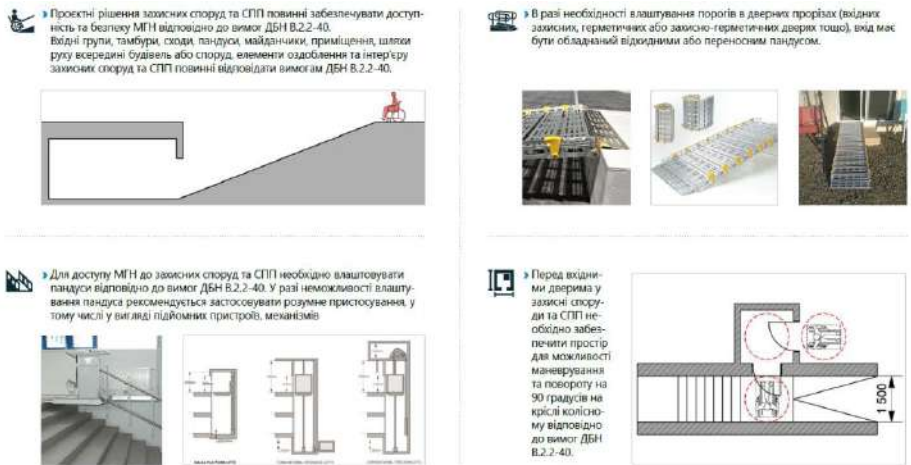 Проєктні рішення захисних споруд та СПП повинні забезпечувати доступ-
ність та безпеку МГН відповідно до вимог ДБН В.2.2-40.
Вхідні групи, тамбури, сходи, пандуси, майданчики, приміщення, шляхи
руху всередині будівель або споруд, елементи оздоблення та інтер'єру
захисних споруд та СПП повинні відповідати вимогам ДБН В.2.2-40.
В разі необхідності влаштування порогів в дверних прорізах (вхідних
захисних, герметичних або захисно-герметичних дверях тощо), вхід має
бути обладнаний відкидними або переносним пандусом.
Для доступу МГН до захисних споруд та СПП необхідно влаштовувати
пандуси відповідно до вимог ДБН В.2.2-40. У разі неможливості влашту-
вання пандуса рекомендується застосовувати розумне пристосування, у
тому числі у вигляді підйомних пристроїв, механізмів
Перед вхідни-
ми дверима у
захисні спору-
ди та СПП не-
обхідно забез-
печити простір
для можливості
маневрування
та повороту на
90 градусів на
кріслі колісно-
му відповідно
до вимог ДБН
В.2.2-40.
1 500